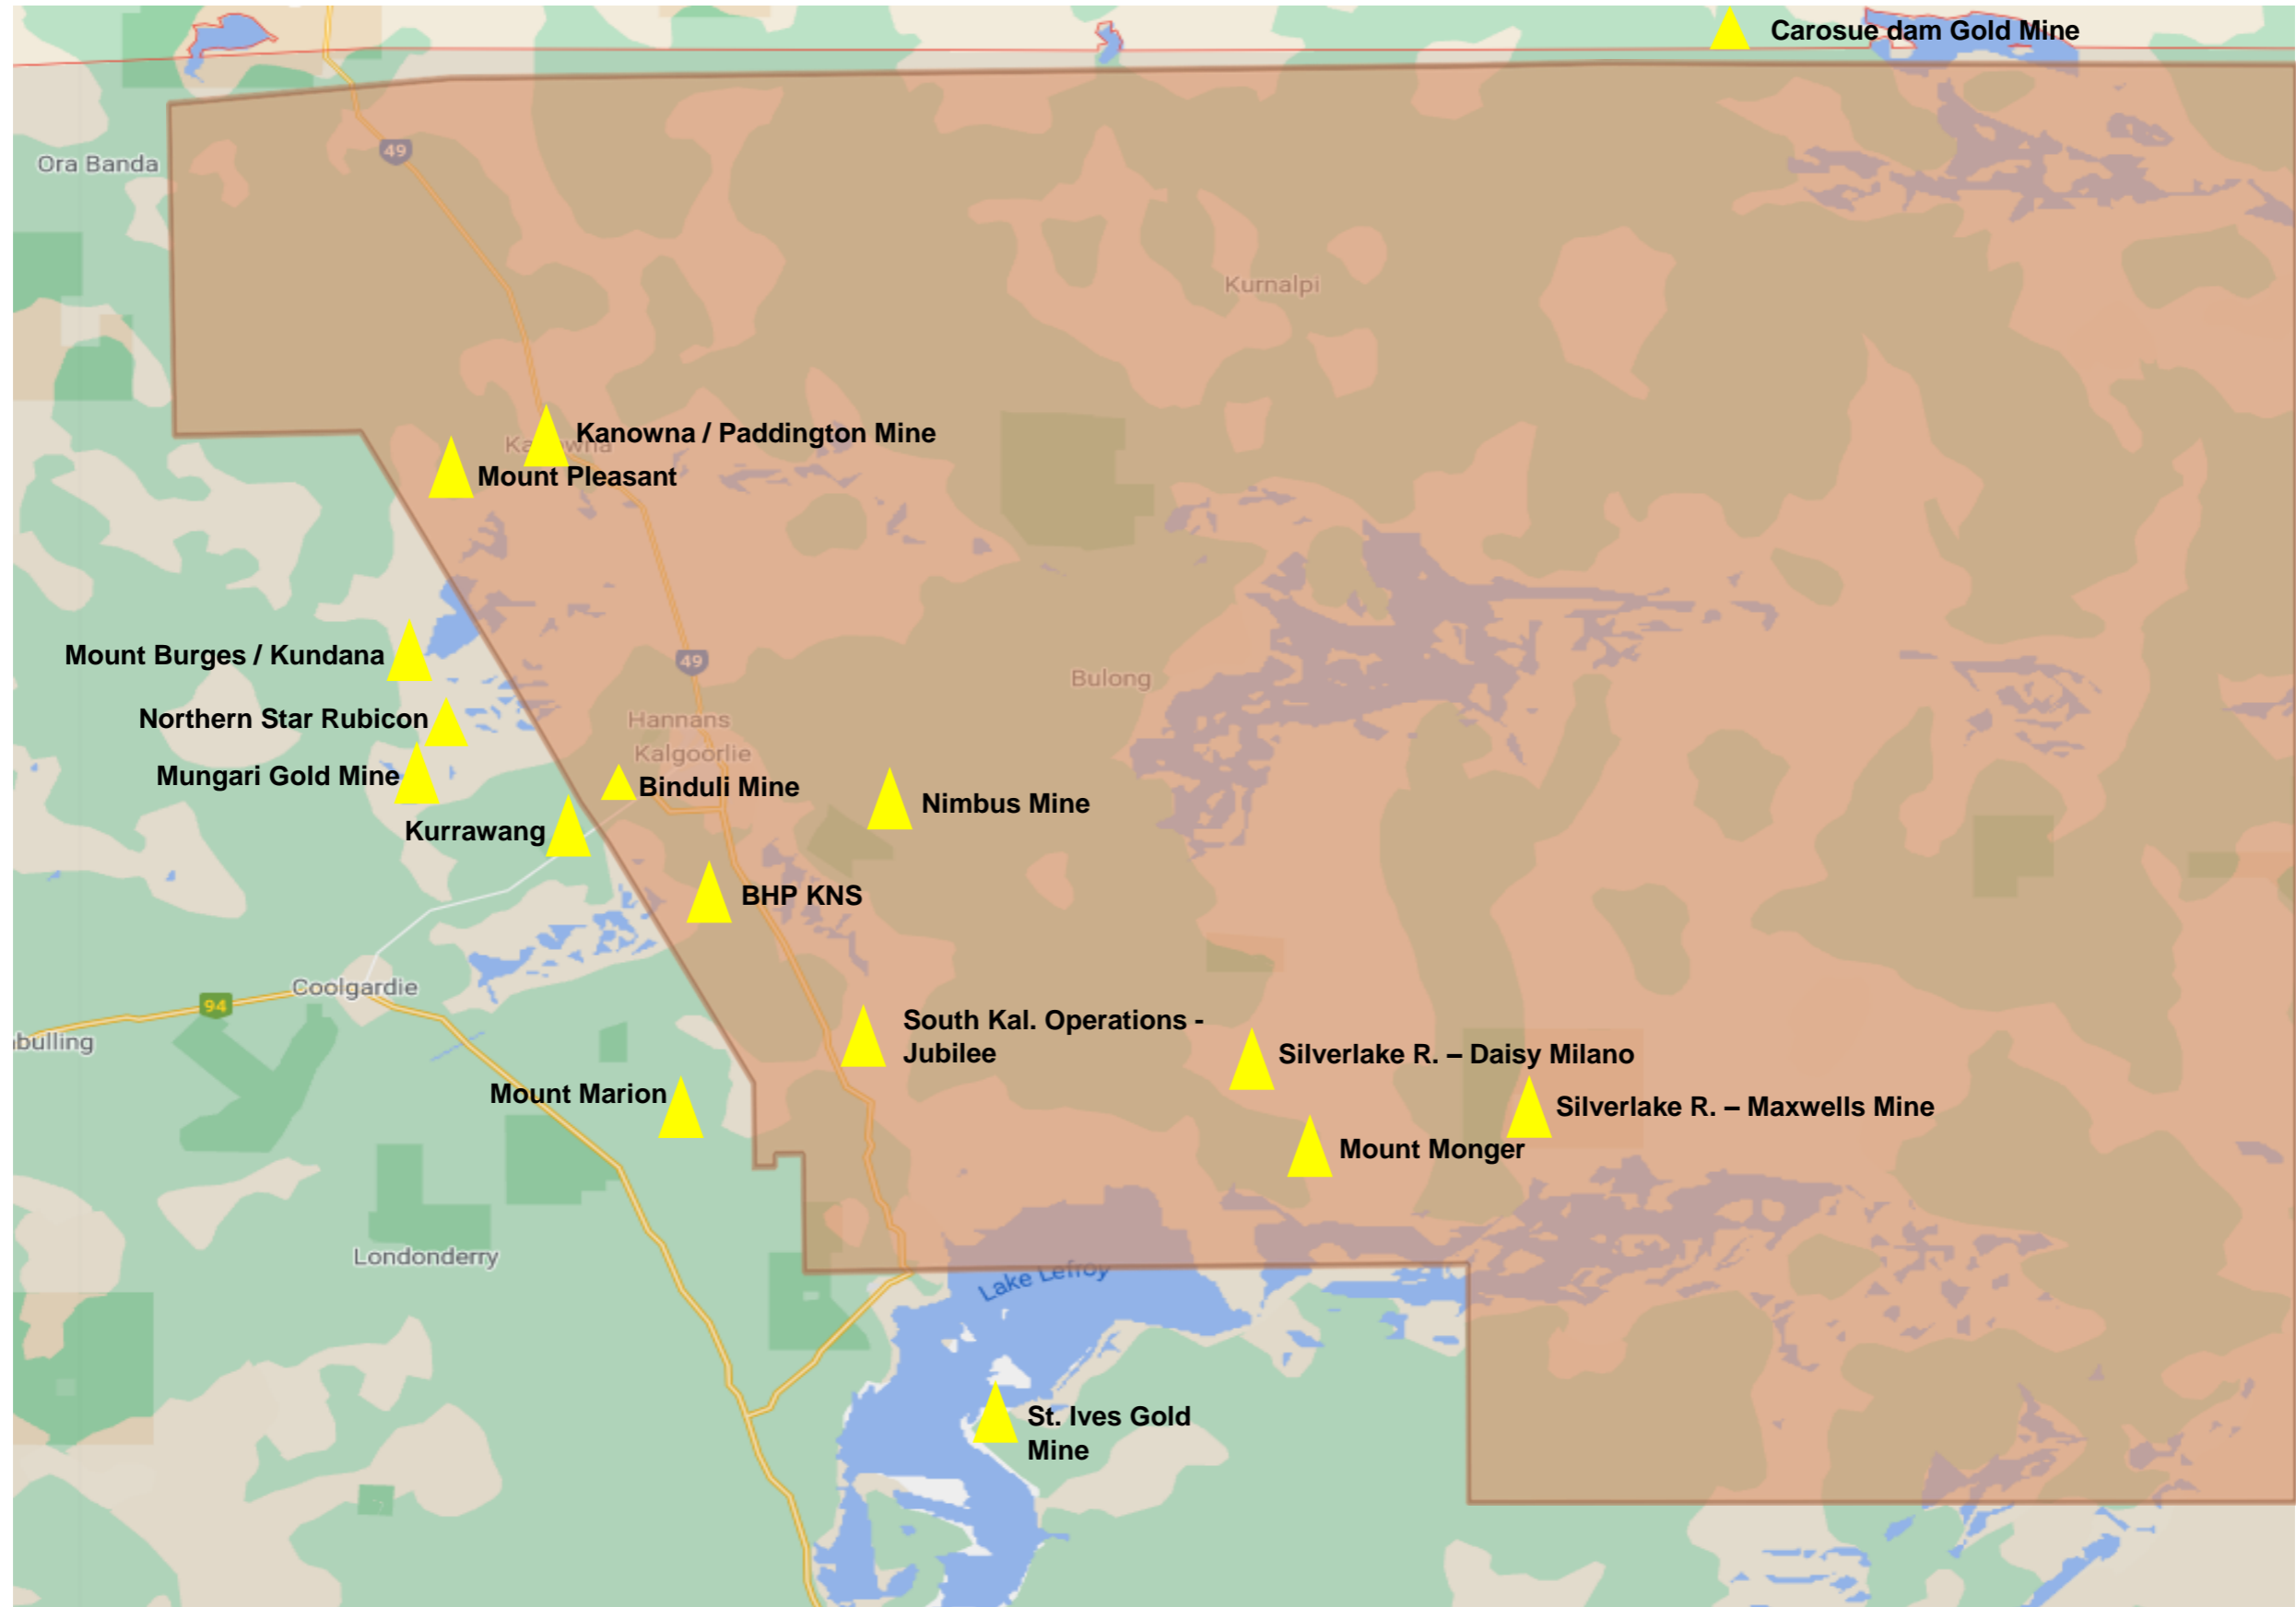 Carosue dam Gold Mine
49
Ora Banda
Kurnalpi
Kanowna / Paddington Mine
Kanowna
Mount Pleasant
Mount Burges / Kundana
49
Bulong
Northern Star Rubicon
Hannans
Kalgoorlie
Mungari Gold Mine
Binduli Mine
Nimbus Mine
Kurrawang
BHP KNS
Coolgardie
94
South Kal. Operations -
Jubilee
bulling
Silverlake R. – Daisy Milano
Mount Marion
Silverlake R. – Maxwells Mine
Mount Monger
Londonderry
Lake Lefroy
St. Ives Gold
Mine